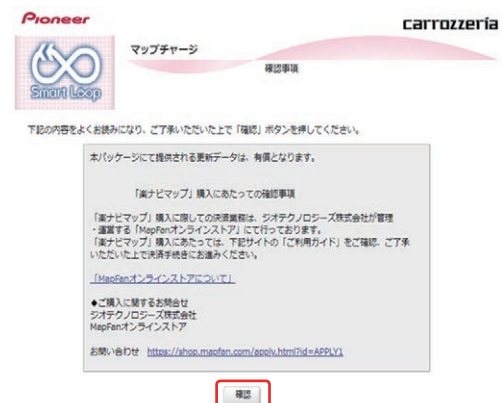 Pioneer
carrozzeria
マップチャージ
確認事項
Smart Loop
下記の内容をよくお読みになり、ご了承いただいた上で「確認」ボタンを押してください。
本パッケージにて提供される更新データは、有償となります。
「楽ナビマップ」購入にあたっての確認事項
「楽ナビマップ」購入に際しての決済業務は、ジオテクノロジーズ株式会社が管理
・運営する「MapFanオンラインストア」にて行っております。
「楽ナビマップ」購入にあたっては、下記サイトの「ご利用ガイド」をご確認、ご了承
いただいた上で決済手続きにお進みください。
「MapFanオンラインストアについて」
◆ご購入に関するお問合せ
ジオテクノロジーズ株式会社
MapFanオンラインストア
お問い合わせ https://shop.mapfan.com/apply.html?id=APPLY1
確認